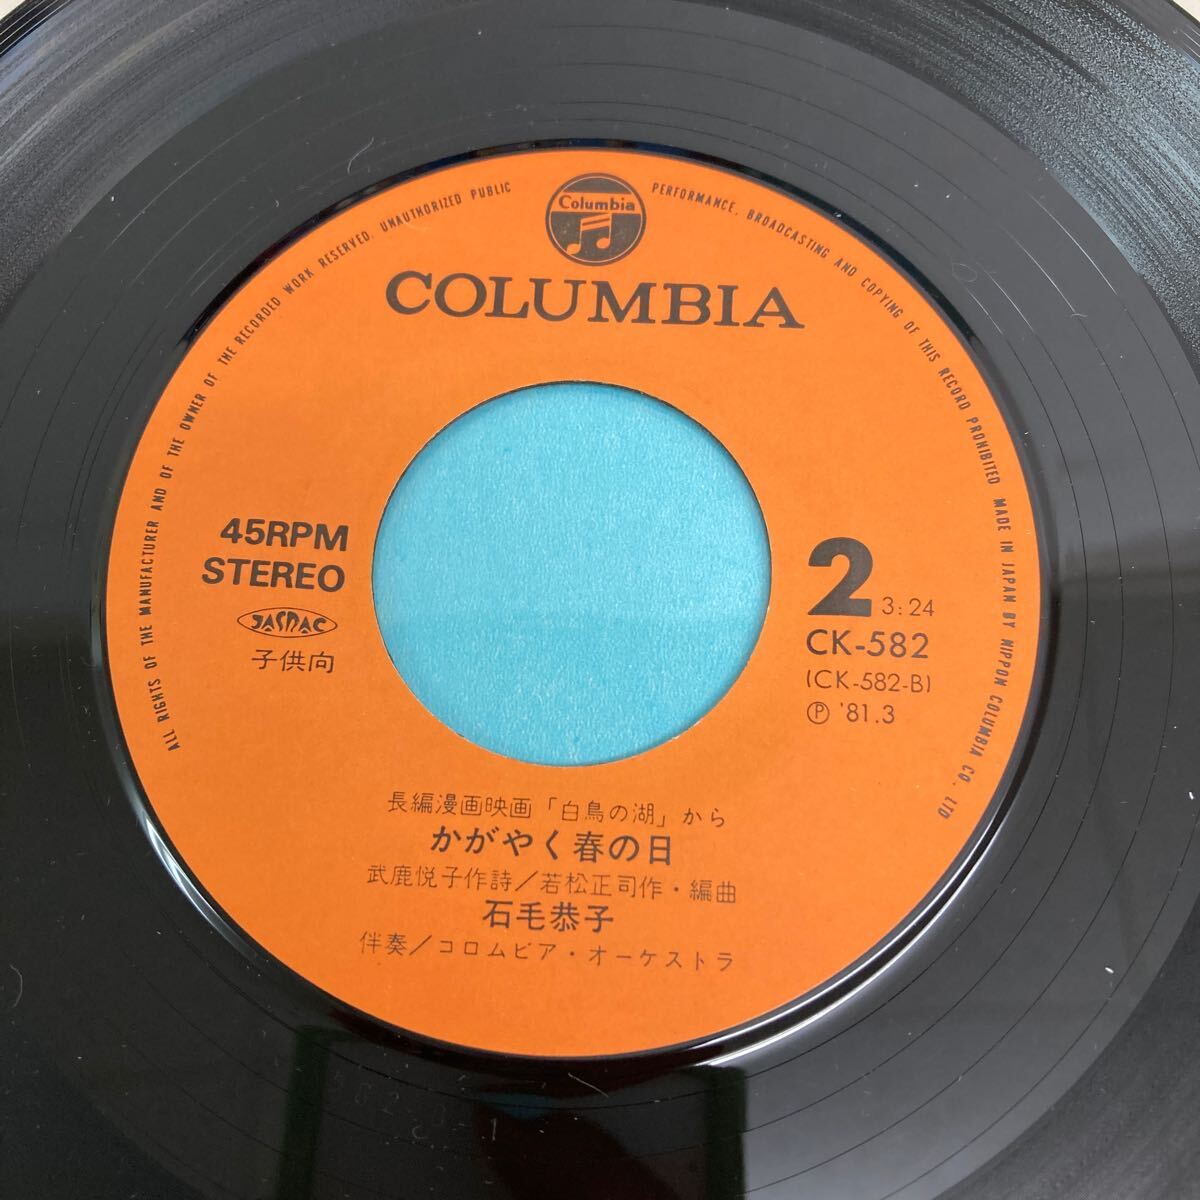 Columbia
COLUMBIA
ALL RIGHTS OF THE MANUFACTURER AND OF THE OWNER OF THE RECORDED WORK RESERVED. UNAUTHORIZED PUBLIC PERFORMANCE, BROADCASTING AND COPYING OF THIS RECORD PROHIBITED MADE IN JAPAN BY NIPPON COLUMBIA CO., LTD
45RPM
STEREO
JASRAC
子供向
2 3:24
CK-582
(CK-582-B)
Ⓟ '81.3
長編漫画映画「白鳥の湖」から
かがやく春の日
武鹿悦子作詩／若松正司作・編曲
石毛恭子
伴奏／コロムビア・オーケストラ